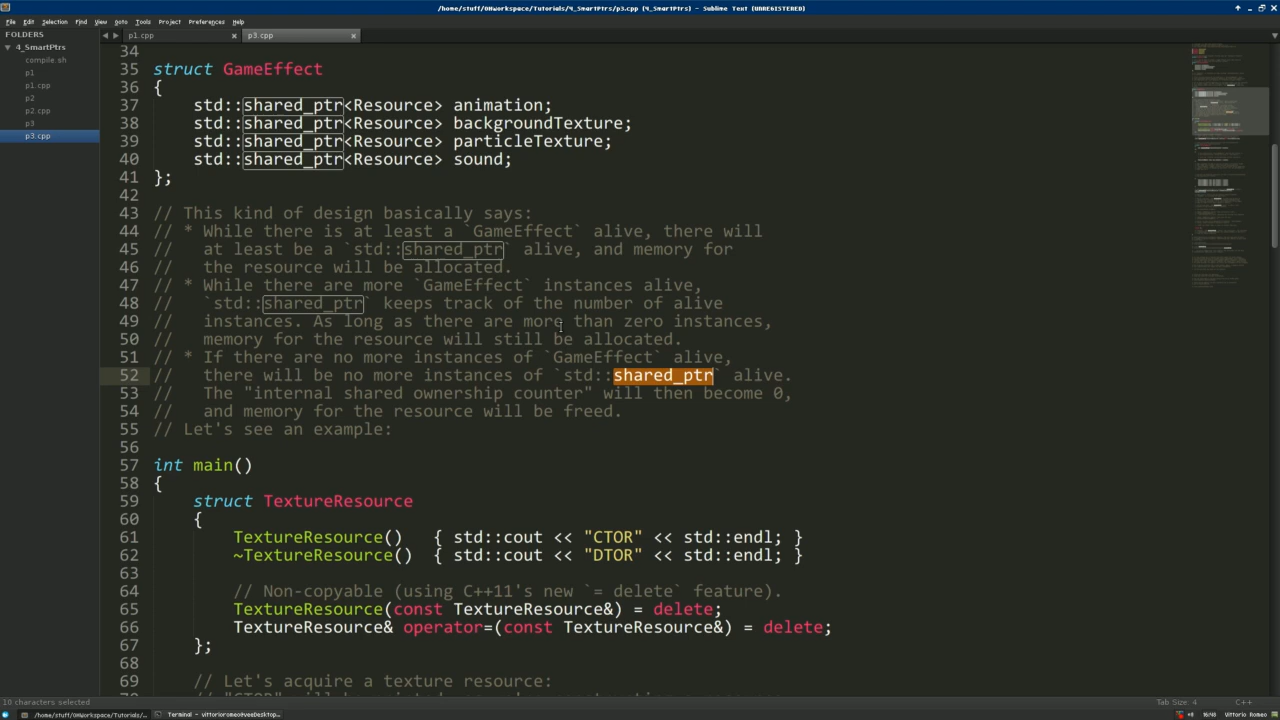 /home/stuff/OHWorkspace/Tutorials/4_SmartPtrs/p3.cpp (4_SmartPtrs) - Sublime Text (UNREGISTERED)
File Edit Selection Find View Goto Tools Project Preferences Help
FOLDERS
4_SmartPtrs
compile.sh
p1
p1.cpp
p2
p2.cpp
p3
p3.cpp
p1.cpp
p3.cpp
34
35 struct GameEffect
36 {
37 std::shared_ptr<Resource> animation;
38 std::shared_ptr<Resource> backgroundTexture;
39 std::shared_ptr<Resource> particleTexture;
40 std::shared_ptr<Resource> sound;
41 };
42
43 // This kind of design basically says:
44 // * While there is at least a `GameEffect` alive, there will
45 // at least be a `std::shared_ptr` alive, and memory for
46 // the resource will be allocated.
47 // * While there are more `GameEffect` instances alive,
48 // `std::shared_ptr` keeps track of the number of alive
49 // instances. As long as there are more than zero instances,
50 // memory for the resource will still be allocated.
51 // * If there are no more instances of `GameEffect` alive,
52 // there will be no more instances of `std::shared_ptr` alive.
53 // The "internal shared ownership counter" will then become 0,
54 // and memory for the resource will be freed.
55 // Let's see an example:
56
57 int main()
58 {
59 struct TextureResource
60 {
61 TextureResource() { std::cout << "CTOR" << std::endl; }
62 ~TextureResource() { std::cout << "DTOR" << std::endl; }
63
64 // Non-copyable (using C++11's new `= delete` feature).
65 TextureResource(const TextureResource&) = delete;
66 TextureResource& operator=(const TextureResource&) = delete;
67 };
68
69 // Let's acquire a texture resource:
10 characters selected
Tab Size: 4
C++
/home/stuff/OHWorkspace/Tutorials/...
Terminal - vittorioromeo@veeDesktop...
16:45
Vittorio Romeo